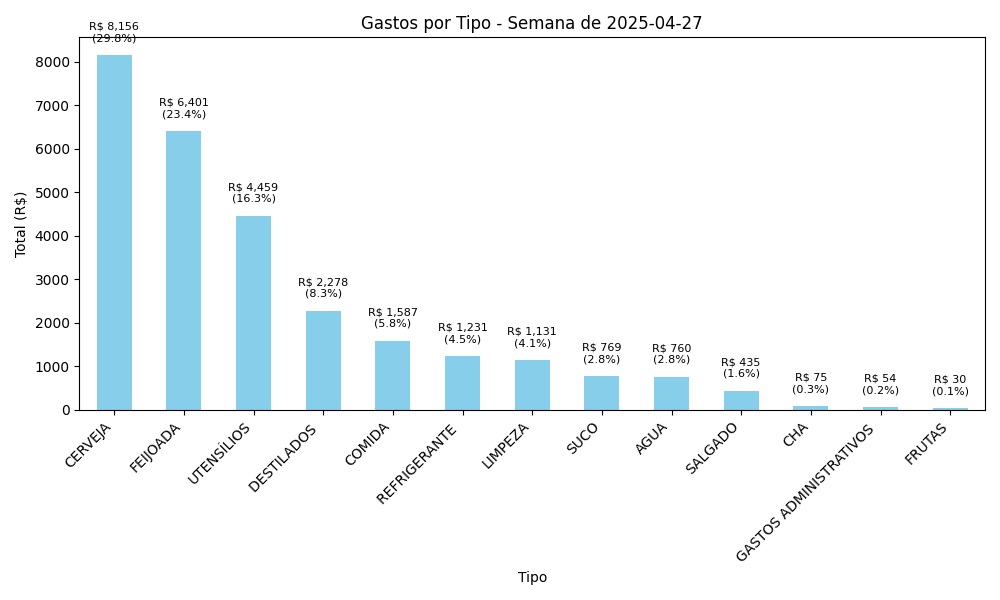 Gastos por Tipo - Semana de 2025-04-27
R$ 8,156
(29.8%)
R$ 6,401
(23.4%)
R$ 4,459
(16.3%)
R$ 2,278
(8.3%)
R$ 1,587
(5.8%)
R$ 1,231
(4.5%)
R$ 1,131
(4.1%)
R$ 769
(2.8%)
R$ 760
(2.8%)
R$ 435
(1.6%)
R$ 75
(0.3%)
R$ 54
(0.2%)
R$ 30
(0.1%)
Total (R$)
8000
7000
6000
5000
4000
3000
2000
1000
0
CERVEJA
FEIJOADA
UTENSÍLIOS
DESTILADOS
COMIDA
REFRIGERANTE
LIMPEZA
SUCO
AGUA
SALGADO
CHA
GASTOS ADMINISTRATIVOS
FRUTAS
Tipo